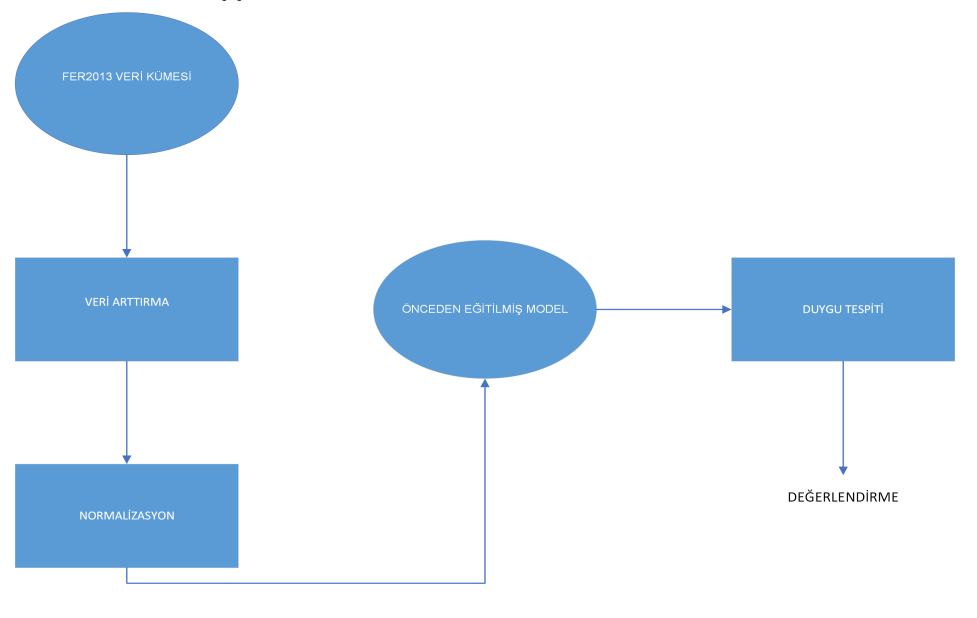 FER2013 VERİ KÜMESİ
VERİ ARTTIRMA
NORMALİZASYON
ÖNCEDEN EĞİTİLMİŞ MODEL
DUYGU TESPİTİ
DEĞERLENDİRME